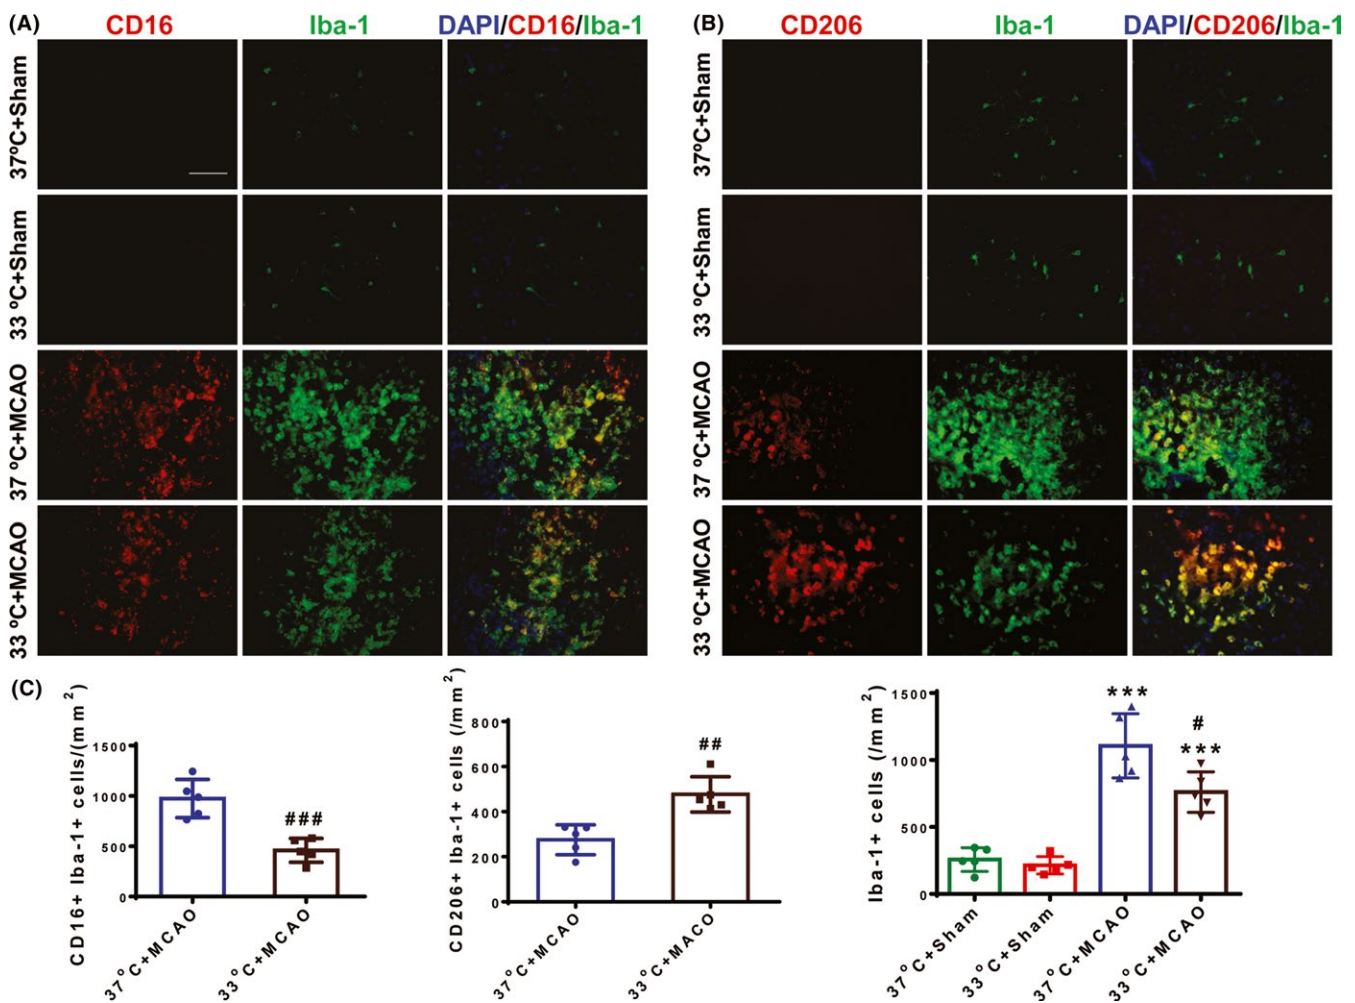 (A) CD16 Iba-1 DAPI/CD16/Iba-1
37ºC+Sham
33 ºC+Sham
37 ºC+MCAO
33 ºC+MCAO
(B) CD206 Iba-1 DAPI/CD206/Iba-1
37ºC+Sham
33 ºC+Sham
37 ºC+MCAO
33 ºC+MCAO
(C)
CD16+ Iba-1+ cells/(mm²)
1500
1000
500
0
###
37°C+MCAO
33°C+MCAO
CD206+ Iba-1+ cells (/mm²)
800
600
400
200
0
##
37°C+MCAO
33°C+MACO
Iba-1+ cells (/mm²)
1500
1000
500
0
***
#
***
37°C+Sham
33°C+Sham
37°C+MCAO
33°C+MCAO